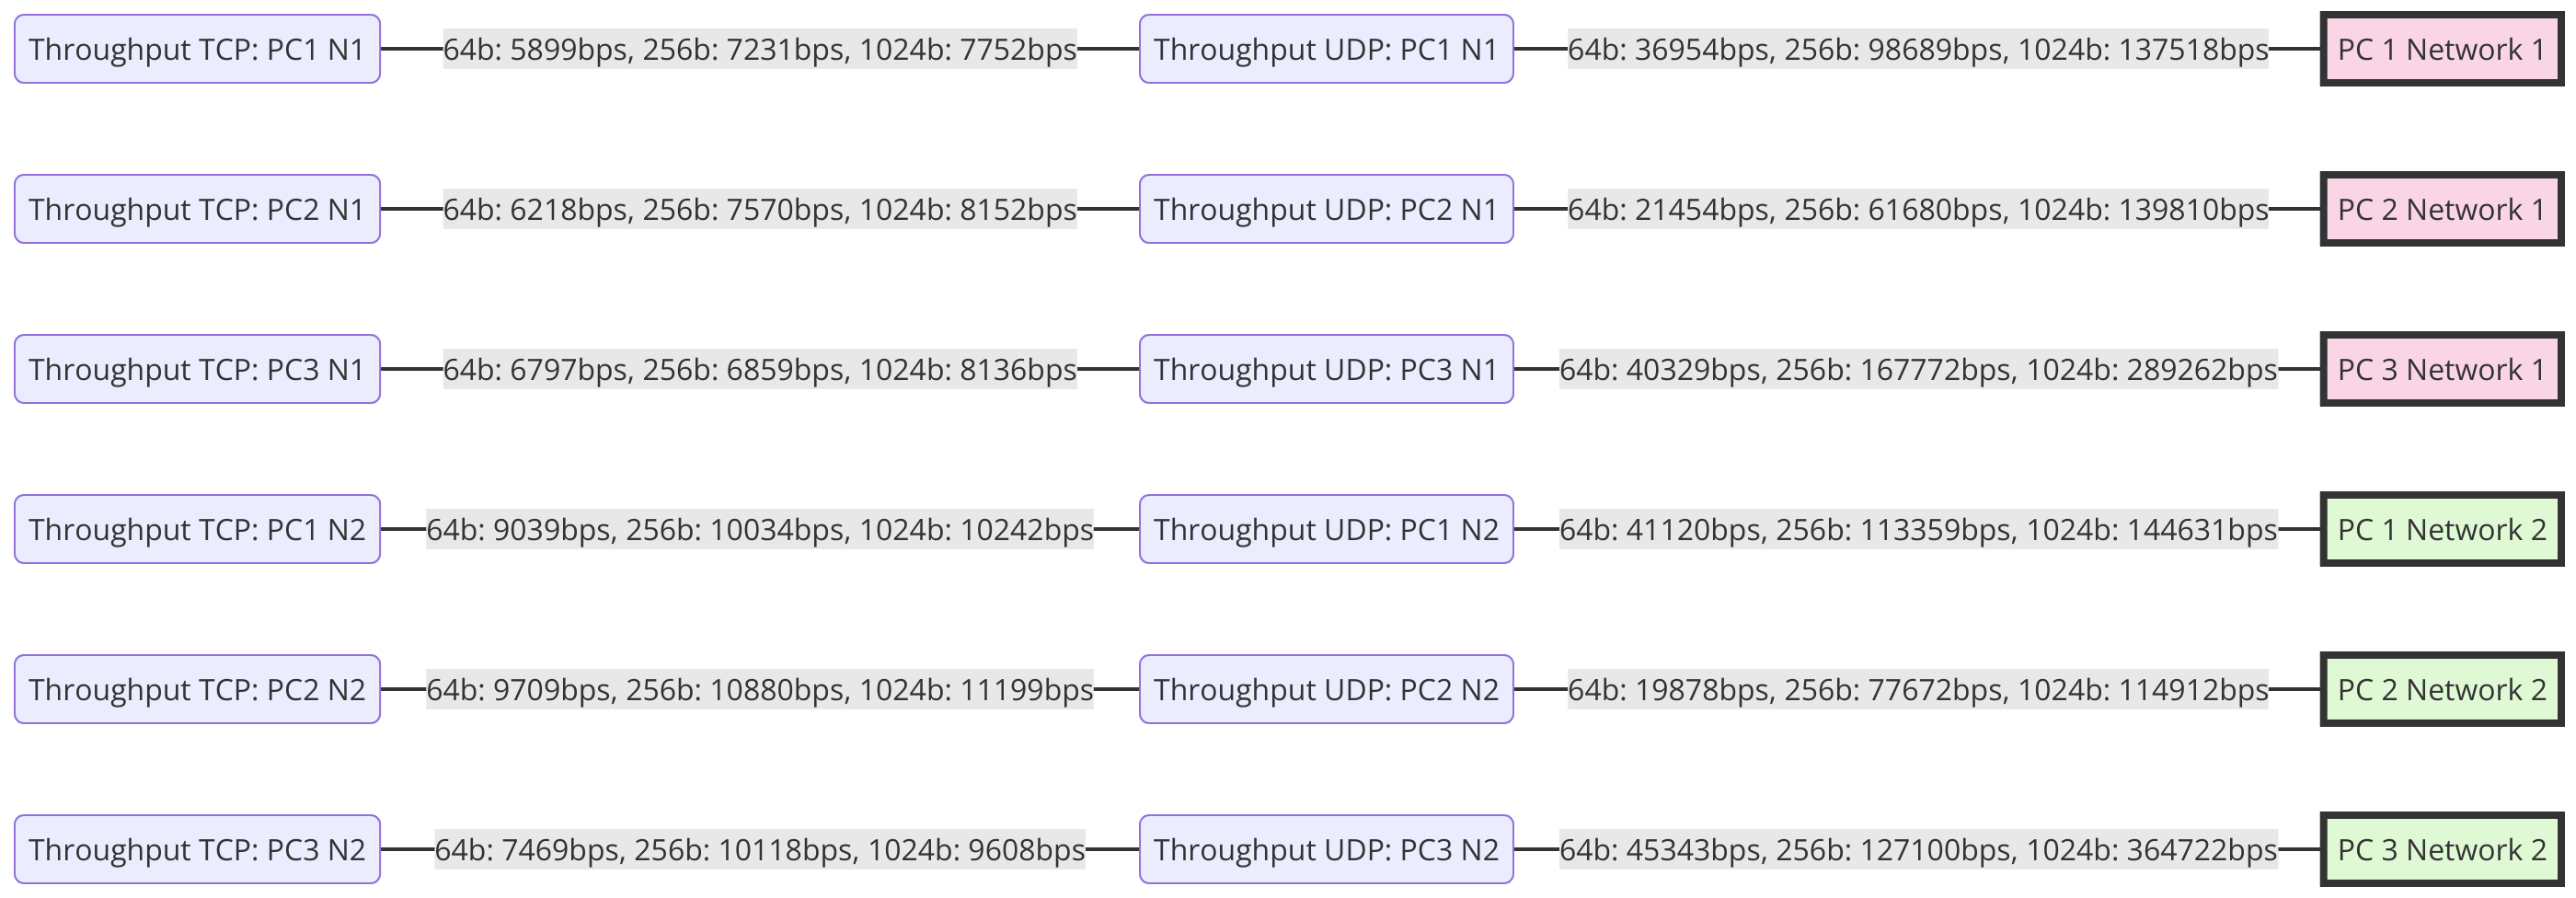 Throughput TCP: PC1 N1 64b: 5899bps, 256b: 7231bps, 1024b: 7752bps Throughput UDP: PC1 N1 64b: 36954bps, 256b: 98689bps, 1024b: 137518bps PC 1 Network 1
Throughput TCP: PC2 N1 64b: 6218bps, 256b: 7570bps, 1024b: 8152bps Throughput UDP: PC2 N1 64b: 21454bps, 256b: 61680bps, 1024b: 139810bps PC 2 Network 1
Throughput TCP: PC3 N1 64b: 6797bps, 256b: 6859bps, 1024b: 8136bps Throughput UDP: PC3 N1 64b: 40329bps, 256b: 167772bps, 1024b: 289262bps PC 3 Network 1
Throughput TCP: PC1 N2 64b: 9039bps, 256b: 10034bps, 1024b: 10242bps Throughput UDP: PC1 N2 64b: 41120bps, 256b: 113359bps, 1024b: 144631bps PC 1 Network 2
Throughput TCP: PC2 N2 64b: 9709bps, 256b: 10880bps, 1024b: 11199bps Throughput UDP: PC2 N2 64b: 19878bps, 256b: 77672bps, 1024b: 114912bps PC 2 Network 2
Throughput TCP: PC3 N2 64b: 7469bps, 256b: 10118bps, 1024b: 9608bps Throughput UDP: PC3 N2 64b: 45343bps, 256b: 127100bps, 1024b: 364722bps PC 3 Network 2